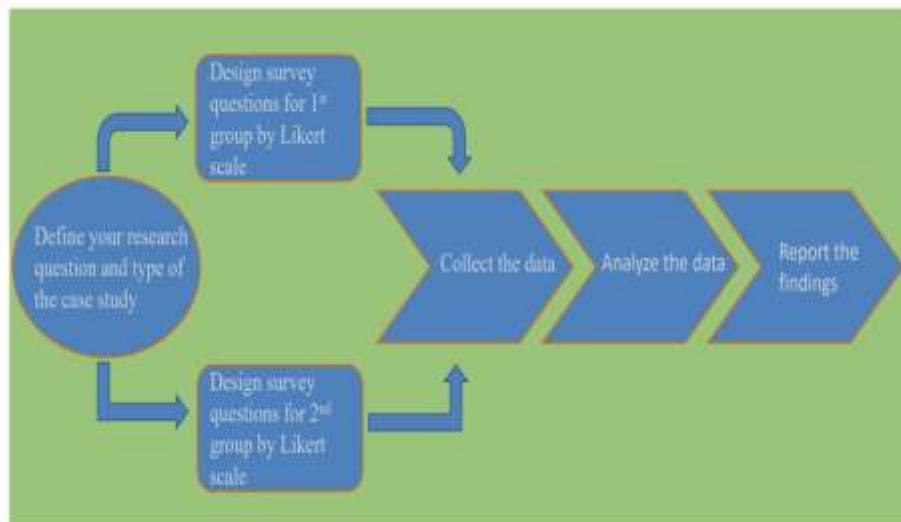 Design survey
questions for 1st
group by Likert
scale
Define your research
question and type of
the case study
Collect the data
Analyze the data
Report the
findings
Design survey
questions for 2nd
group by Likert
scale